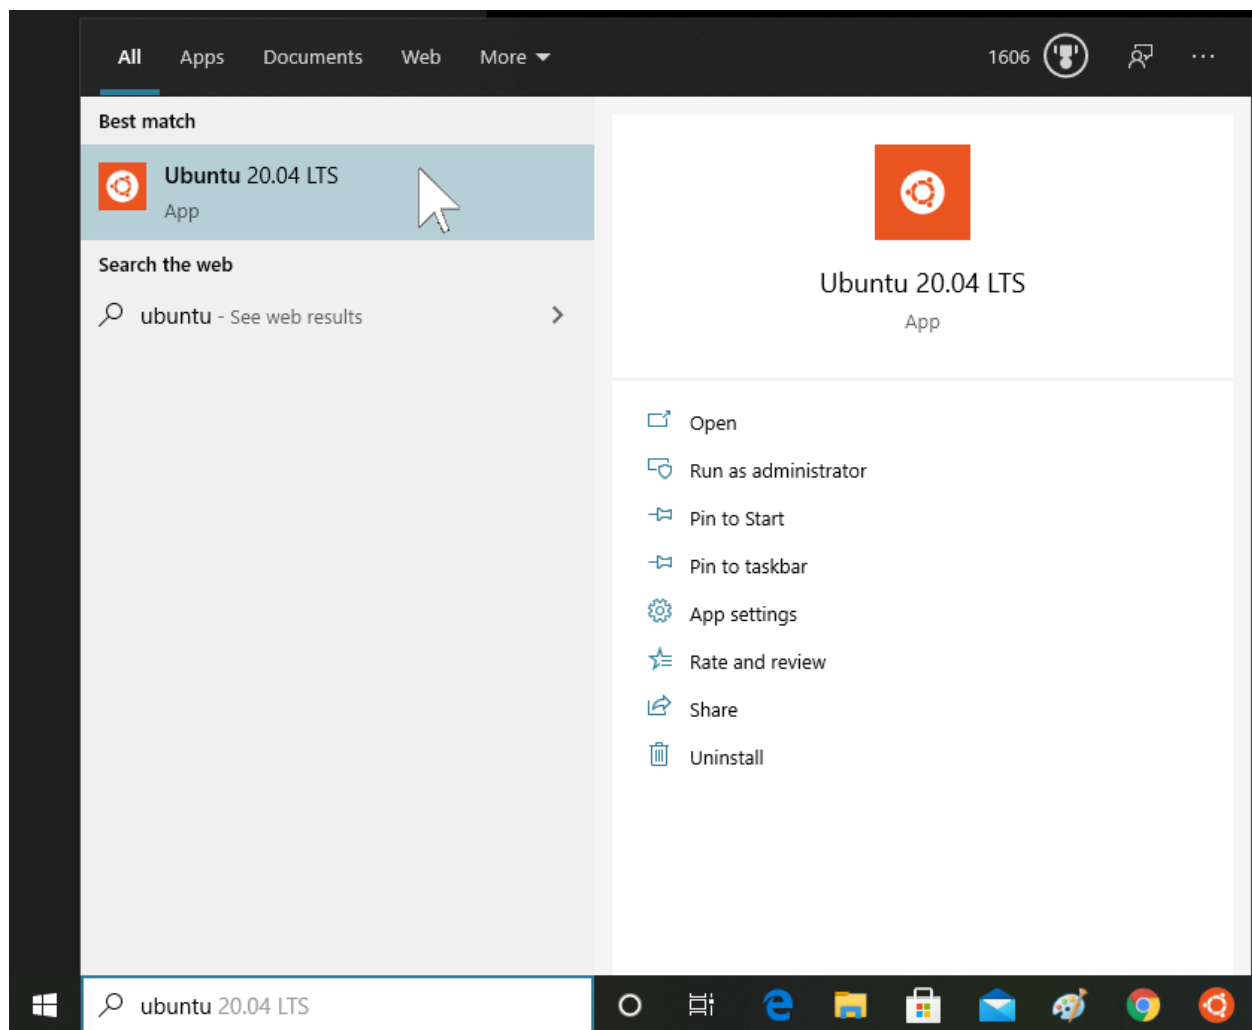 All Apps Documents Web More 1606 ...
Best match
Ubuntu 20.04 LTS
App
Search the web
ubuntu - See web results
Ubuntu 20.04 LTS
App
Open
Run as administrator
Pin to Start
Pin to taskbar
App settings
Rate and review
Share
Uninstall
ubuntu 20.04 LTS